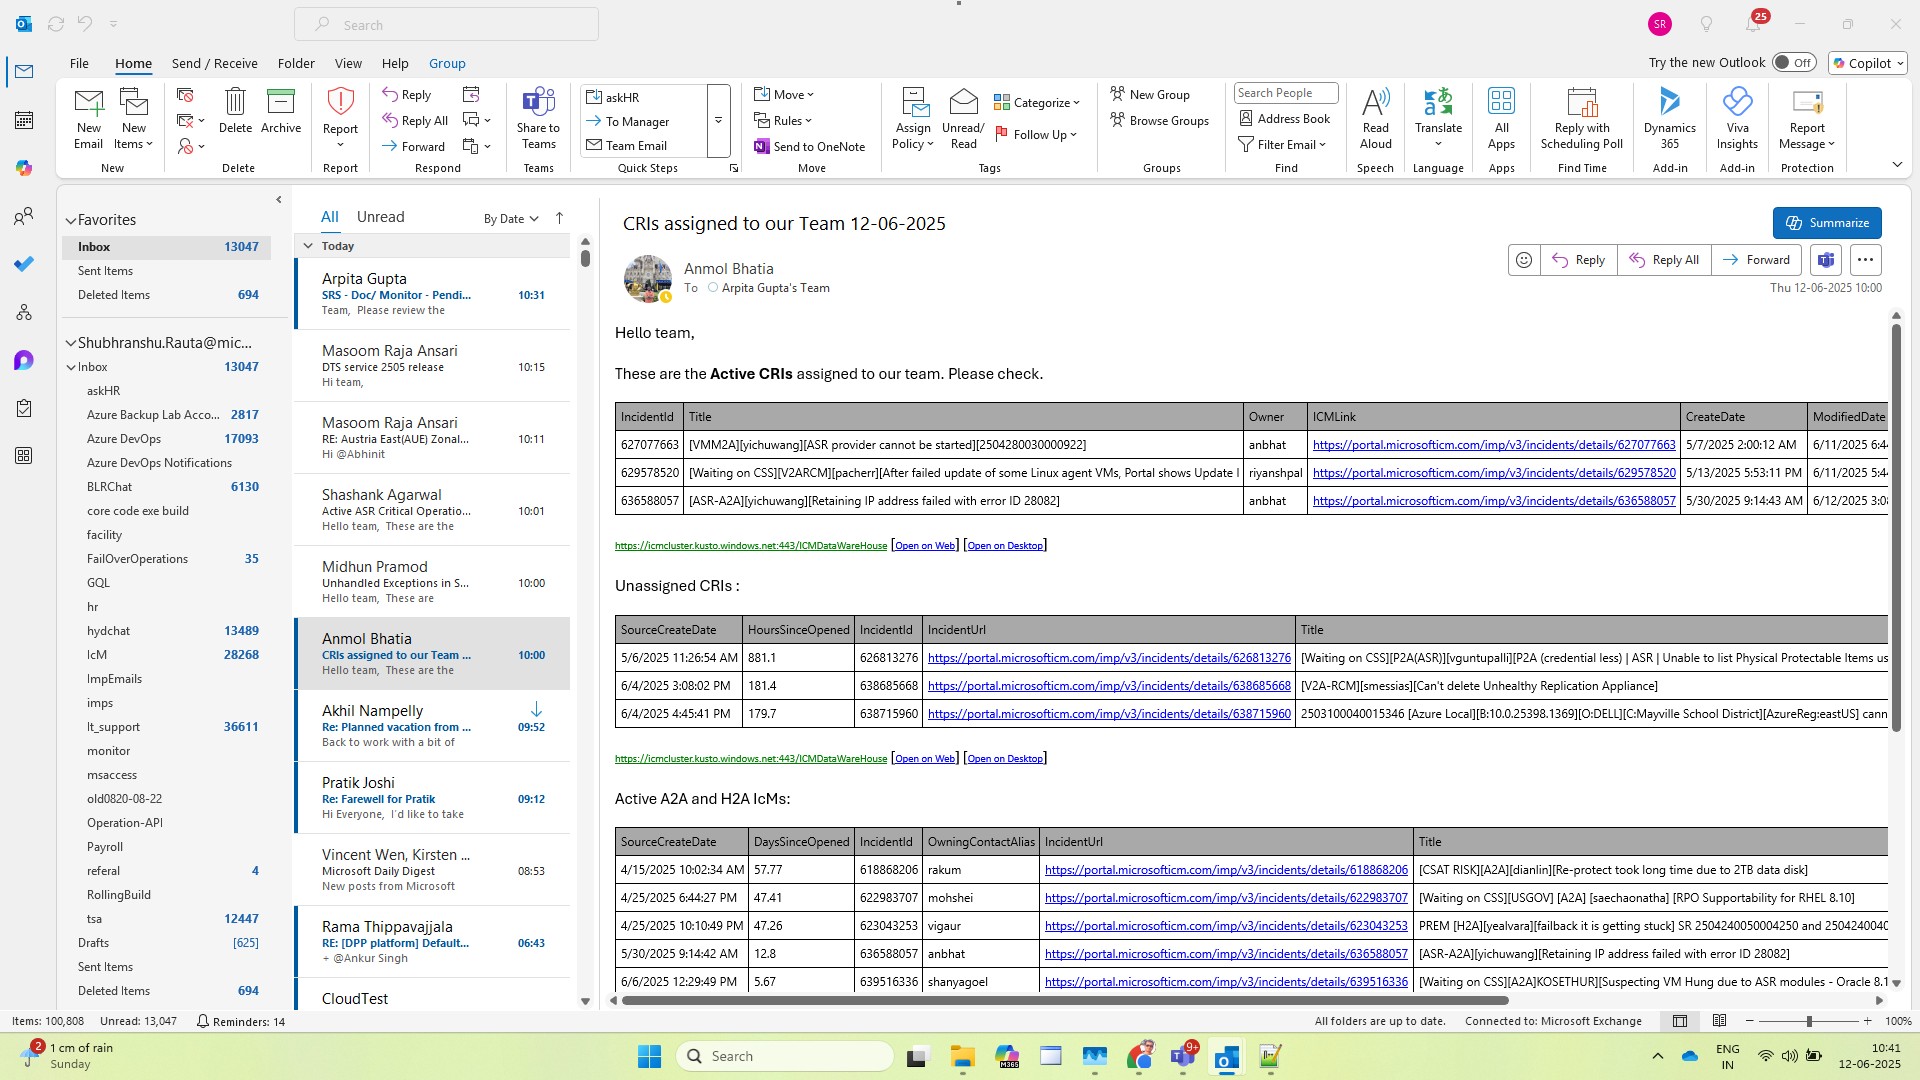 Search
SR
25
File Home Send / Receive Folder View Help Group
Try the new Outlook Off Copilot
New Email
New Items
New
Delete
Archive
Delete
Report
Report
Reply
Reply All
Forward
Respond
Share to Teams
Teams
askHR
To Manager
Team Email
Quick Steps
Move
Rules
Send to OneNote
Move
Assign Policy
Unread/ Read
Categorize
Follow Up
Tags
New Group
Browse Groups
Groups
Search People
Address Book
Filter Email
Find
Read Aloud
Speech
Translate
Language
All Apps
Apps
Reply with Scheduling Poll
Find Time
Dynamics 365
Add-in
Viva Insights
Add-in
Report Message
Protection
Favorites
Inbox 13047
Sent Items
Deleted Items 694
Shubhranshu.Rauta@mic...
Inbox 13047
askHR
Azure Backup Lab Acco... 2817
Azure DevOps 17093
Azure DevOps Notifications
BLRChat 6130
core code exe build
facility
FailOverOperations 35
GQL
hr
hydchat 13489
IcM 28268
ImpEmails
imps
lt_support 36611
monitor
msaccess
old0820-08-22
Operation-API
Payroll
referal 4
RollingBuild
tsa 12447
Drafts [625]
Sent Items
Deleted Items 694
All Unread By Date
Today
Arpita Gupta
SRS - Doc/ Monitor - Pendi... 10:31
Team, Please review the
Masoom Raja Ansari
DTS service 2505 release 10:15
Hi team,
Masoom Raja Ansari
RE: Austria East(AUE) Zonal... 10:11
Hi @Abhinit
Shashank Agarwal
Active ASR Critical Operatio... 10:01
Hello team, These are the
Midhun Pramod
Unhandled Exceptions in S... 10:00
Hello team, These are
Anmol Bhatia
CRIs assigned to our Team ... 10:00
Hello team, These are the
Akhil Nampelly
Re: Planned vacation from ... 09:52
Back to work with a bit of
Pratik Joshi
Re: Farewell for Pratik 09:12
Hi Everyone, I'd like to take
Vincent Wen, Kirsten ...
Microsoft Daily Digest 08:53
New posts from Microsoft
Rama Thippavajjala
RE: [DPP platform] Default... 06:43
+ @Ankur Singh
CloudTest
CRIs assigned to our Team 12-06-2025
Summarize
Anmol Bhatia
To Arpita Gupta's Team
Reply Reply All Forward
Thu 12-06-2025 10:00
Hello team,
These are the Active CRIs assigned to our team. Please check.
IncidentId Title Owner ICMLink CreateDate ModifiedDate
627077663 [VMM2A][yichuwang][ASR provider cannot be started][2504280030000922] anbhat https://portal.microsofticm.com/imp/v3/incidents/details/627077663 5/7/2025 2:00:12 AM 6/11/2025 6:4
629578520 [Waiting on CSS][V2ARCM][pacherr][After failed update of some Linux agent VMs, Portal shows Update I riyanshpal https://portal.microsofticm.com/imp/v3/incidents/details/629578520 5/13/2025 5:53:11 PM 6/11/2025 5:4
636588057 [ASR-A2A][yichuwang][Retaining IP address failed with error ID 28082] anbhat https://portal.microsofticm.com/imp/v3/incidents/details/636588057 5/30/2025 9:14:43 AM 6/12/2025 3:0
https://icmcluster.kusto.windows.net:443/ICMDataWareHouse [Open on Web] [Open on Desktop]
Unassigned CRIs :
SourceCreateDate HoursSinceOpened IncidentId IncidentUrl Title
5/6/2025 11:26:54 AM 881.1 626813276 https://portal.microsofticm.com/imp/v3/incidents/details/626813276 [Waiting on CSS][P2A(ASR)][vguntupalli][P2A (credential less) | ASR | Unable to list Physical Protectable Items us
6/4/2025 3:08:02 PM 181.4 638685668 https://portal.microsofticm.com/imp/v3/incidents/details/638685668 [V2A-RCM][smessias][Can't delete Unhealthy Replication Appliance]
6/4/2025 4:45:41 PM 179.7 638715960 https://portal.microsofticm.com/imp/v3/incidents/details/638715960 2503100040015346 [Azure Local][B:10.0.25398.1369][O:DELL][C:Mayville School District][AzureReg:eastUS] cann
https://icmcluster.kusto.windows.net:443/ICMDataWareHouse [Open on Web] [Open on Desktop]
Active A2A and H2A IcMs:
SourceCreateDate DaysSinceOpened IncidentId OwningContactAlias IncidentUrl Title
4/15/2025 10:02:34 AM 57.77 618868206 rakum https://portal.microsofticm.com/imp/v3/incidents/details/618868206 [CSAT RISK][A2A][dianlin][Re-protect took long time due to 2TB data disk]
4/25/2025 6:44:27 PM 47.41 622983707 mohshei https://portal.microsofticm.com/imp/v3/incidents/details/622983707 [Waiting on CSS][USGOV] [A2A] [saechaonatha] [RPO Supportability for RHEL 8.10]
4/25/2025 10:10:49 PM 47.26 623043253 vigaur https://portal.microsofticm.com/imp/v3/incidents/details/623043253 PREM [H2A][yealvara][failback it is getting stuck] SR 2504240050004250 and 2504240040
5/30/2025 9:14:42 AM 12.8 636588057 anbhat https://portal.microsofticm.com/imp/v3/incidents/details/636588057 [ASR-A2A][yichuwang][Retaining IP address failed with error ID 28082]
6/6/2025 12:29:49 PM 5.67 639516336 shanyagoel https://portal.microsofticm.com/imp/v3/incidents/details/639516336 [Waiting on CSS][A2A]KOSETHUR][Suspecting VM Hung due to ASR modules - Oracle 8.1
Items: 100,808 Unread: 13,047 Reminders: 14
All folders are up to date. Connected to: Microsoft Exchange 100%
2
1 cm of rain
Sunday
Search
M365
9+
ENG
IN
10:41
12-06-2025